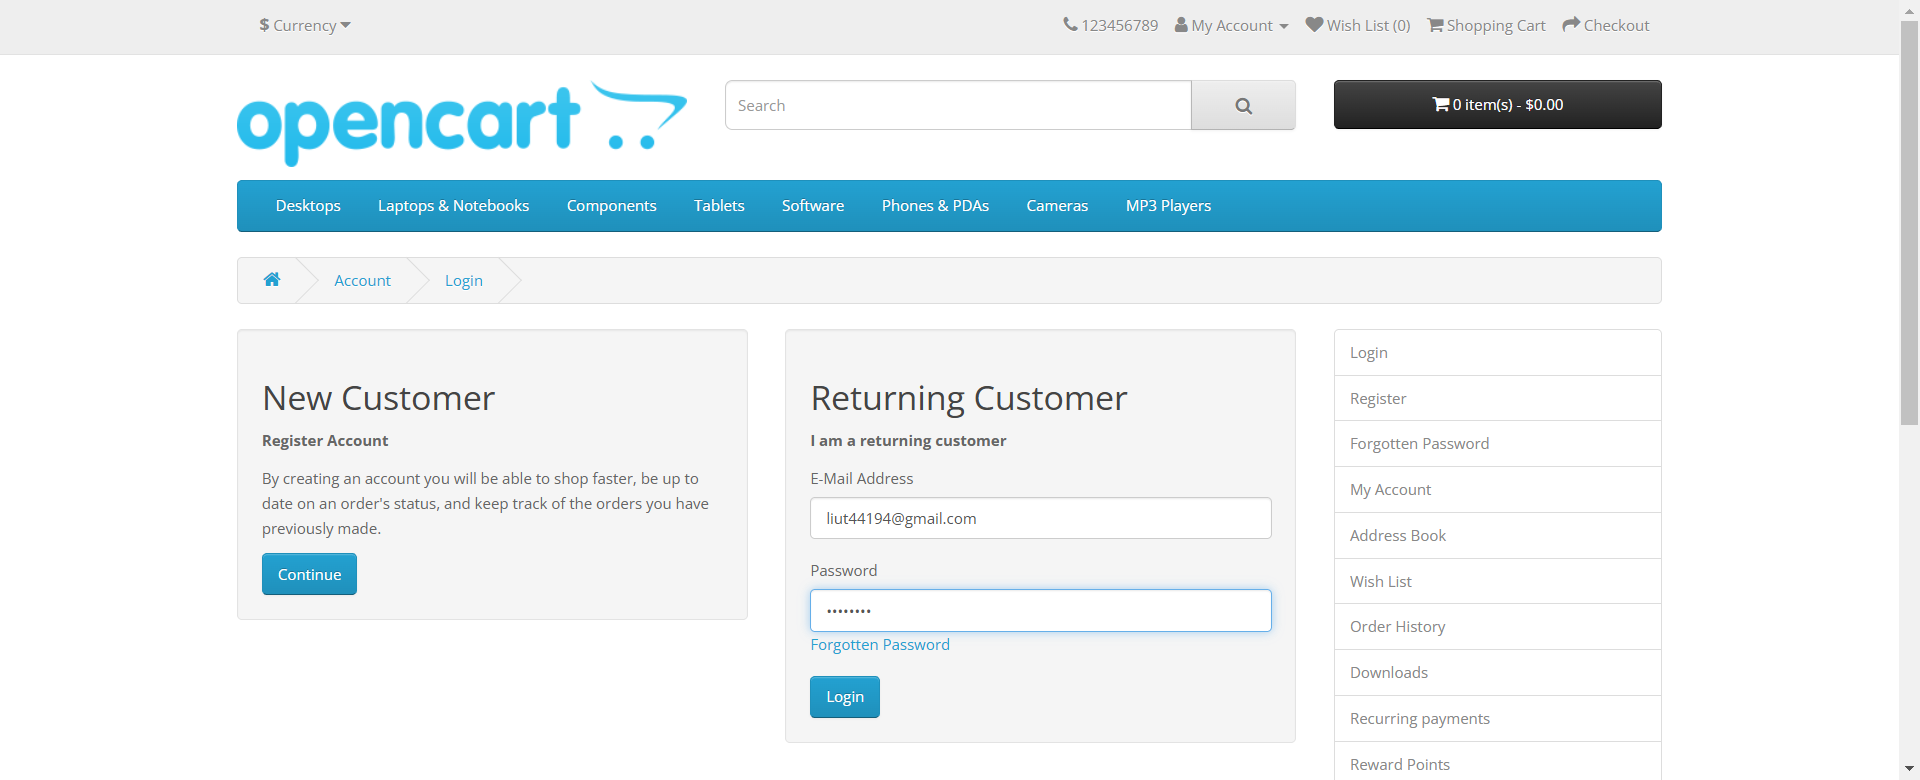 $ Currency
123456789 My Account Wish List (0) Shopping Cart Checkout
opencart
Search
0 item(s) - $0.00
Desktops Laptops & Notebooks Components Tablets Software Phones & PDAs Cameras MP3 Players
Account Login
New Customer
Register Account
By creating an account you will be able to shop faster, be up to
date on an order's status, and keep track of the orders you have
previously made.
Continue
Returning Customer
I am a returning customer
E-Mail Address
liut44194@gmail.com
Password
••••••••
Forgotten Password
Login
Login
Register
Forgotten Password
My Account
Address Book
Wish List
Order History
Downloads
Recurring payments
Reward Points